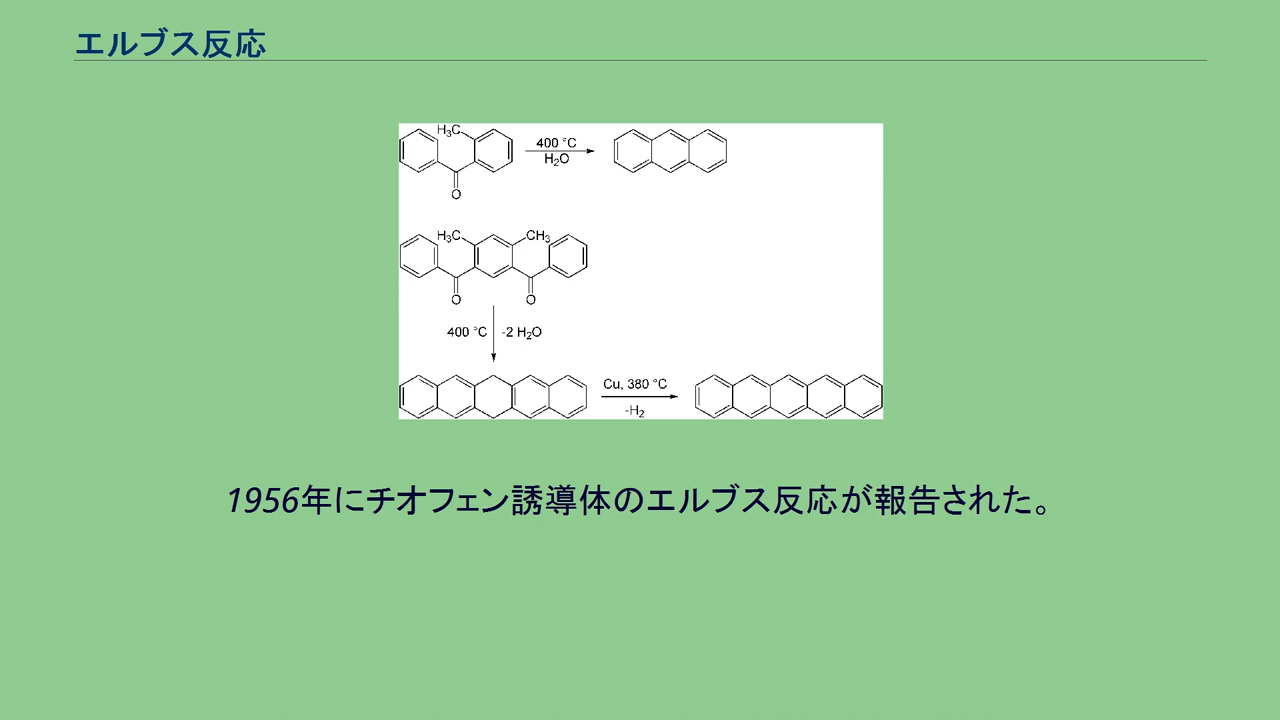 エルブス反応
H₃C
400 °C
H₂O
O
H₃C
CH₃
O
O
400 °C
-2 H₂O
Cu, 380 °C
-H₂
1956年にチオフェン誘導体のエルブス反応が報告された。